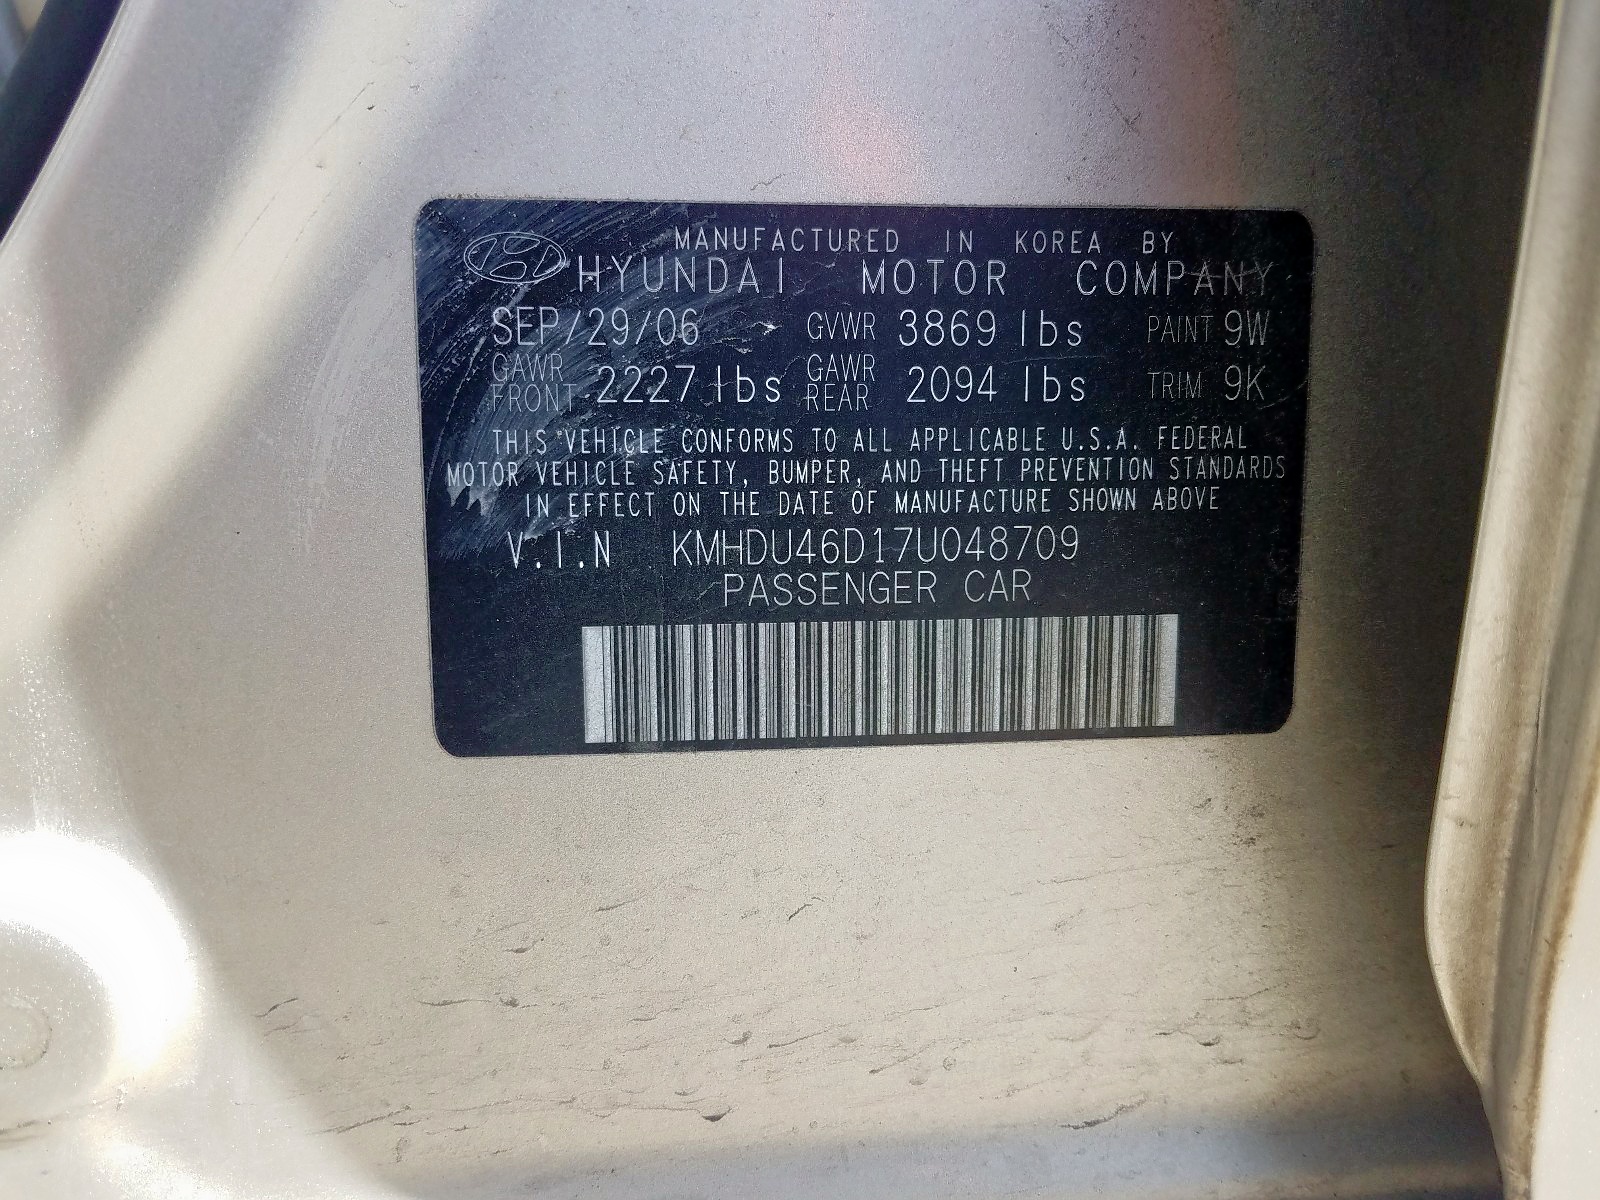 MANUFACTURED IN KOREA BY
HYUNDAI MOTOR COMPANY
SEP/29/06 GVWR 3869 lbs PAINT 9W
GAWR FRONT 2227 lbs GAWR REAR 2094 lbs TRIM 9K
THIS VEHICLE CONFORMS TO ALL APPLICABLE U.S.A. FEDERAL
MOTOR VEHICLE SAFETY, BUMPER, AND THEFT PREVENTION STANDARDS
IN EFFECT ON THE DATE OF MANUFACTURE SHOWN ABOVE
V.I.N KMHDU46D17U048709
PASSENGER CAR